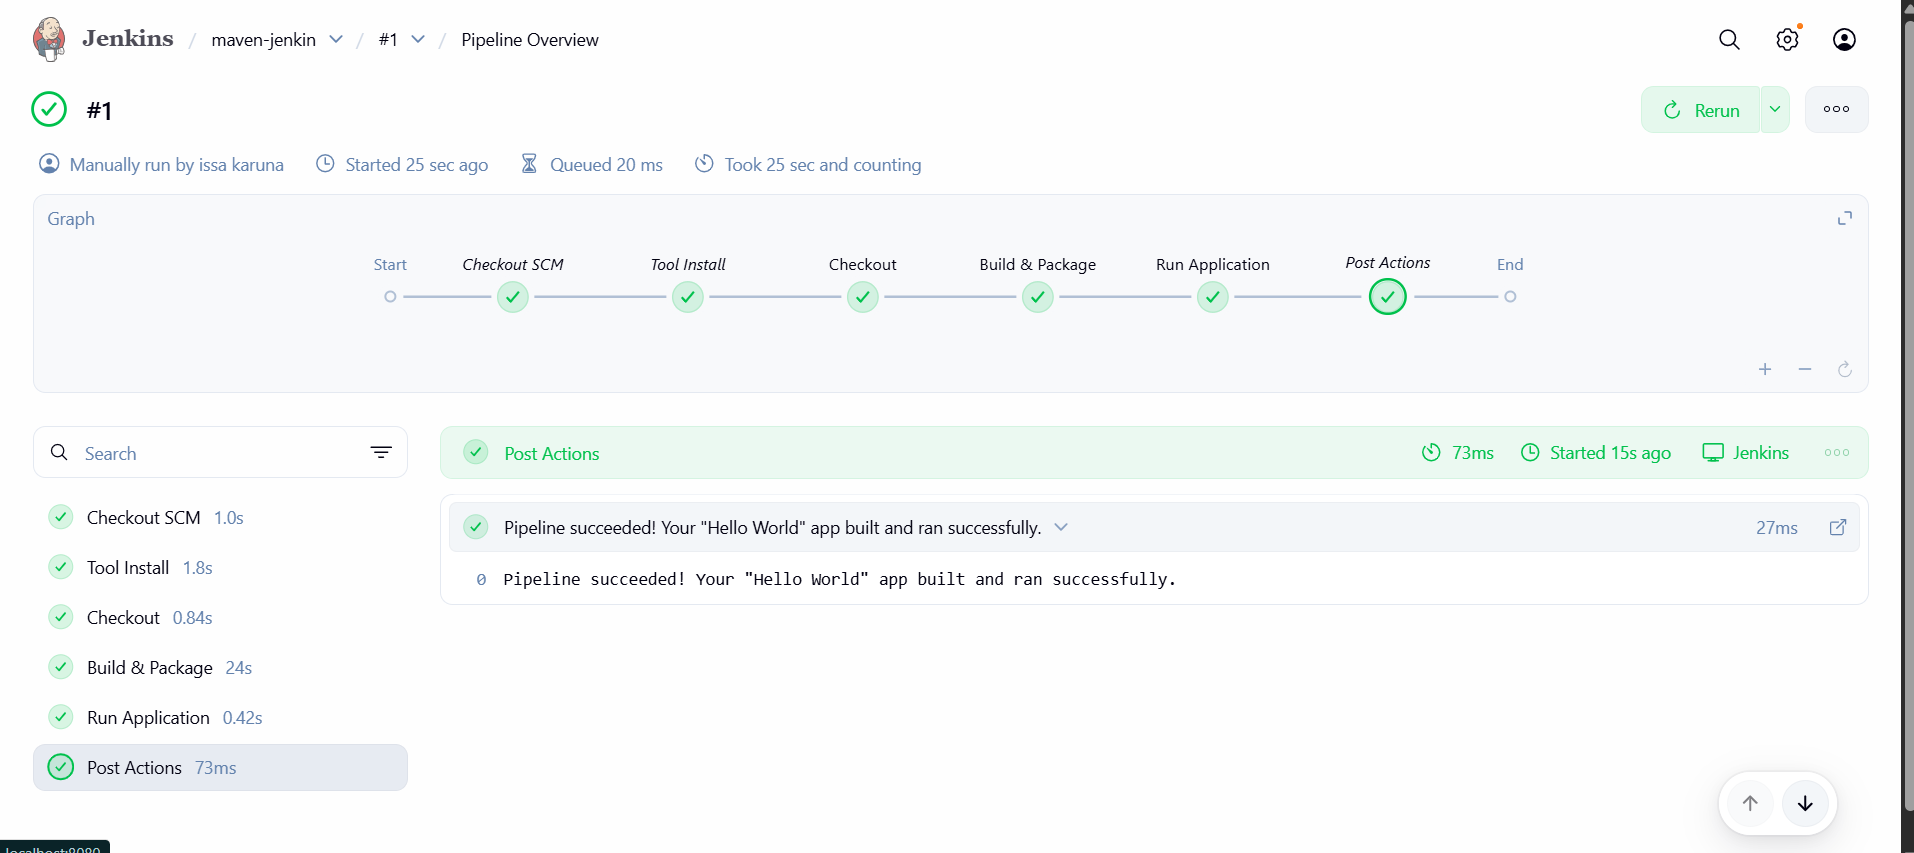 Jenkins / maven-jenkin / #1 / Pipeline Overview
#1
Rerun
Manually run by issa karuna Started 25 sec ago Queued 20 ms Took 25 sec and counting
Graph
Start Checkout SCM Tool Install Checkout Build & Package Run Application Post Actions End
Search
Post Actions 73ms Started 15s ago Jenkins
Checkout SCM 1.0s
Tool Install 1.8s
Checkout 0.84s
Build & Package 24s
Run Application 0.42s
Post Actions 73ms
Pipeline succeeded! Your "Hello World" app built and ran successfully. 27ms
0 Pipeline succeeded! Your "Hello World" app built and ran successfully.
localhost:8080